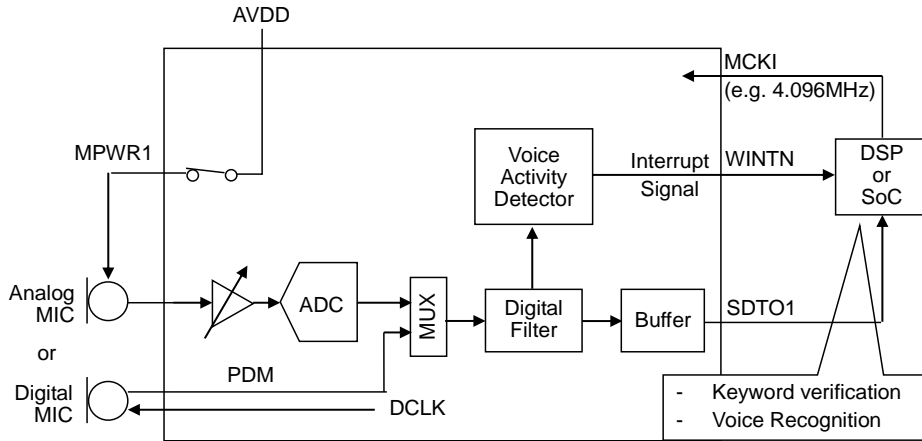 AVDD
MCKI
(e.g. 4.096MHz)
MPWR1
Voice
Activity
Detector
Interrupt
Signal
WINTN
DSP
or
SoC
Analog
MIC
ADC
MUX
Digital
Filter
Buffer
SDTO1
or
Digital
MIC
PDM
DCLK
- Keyword verification
- Voice Recognition